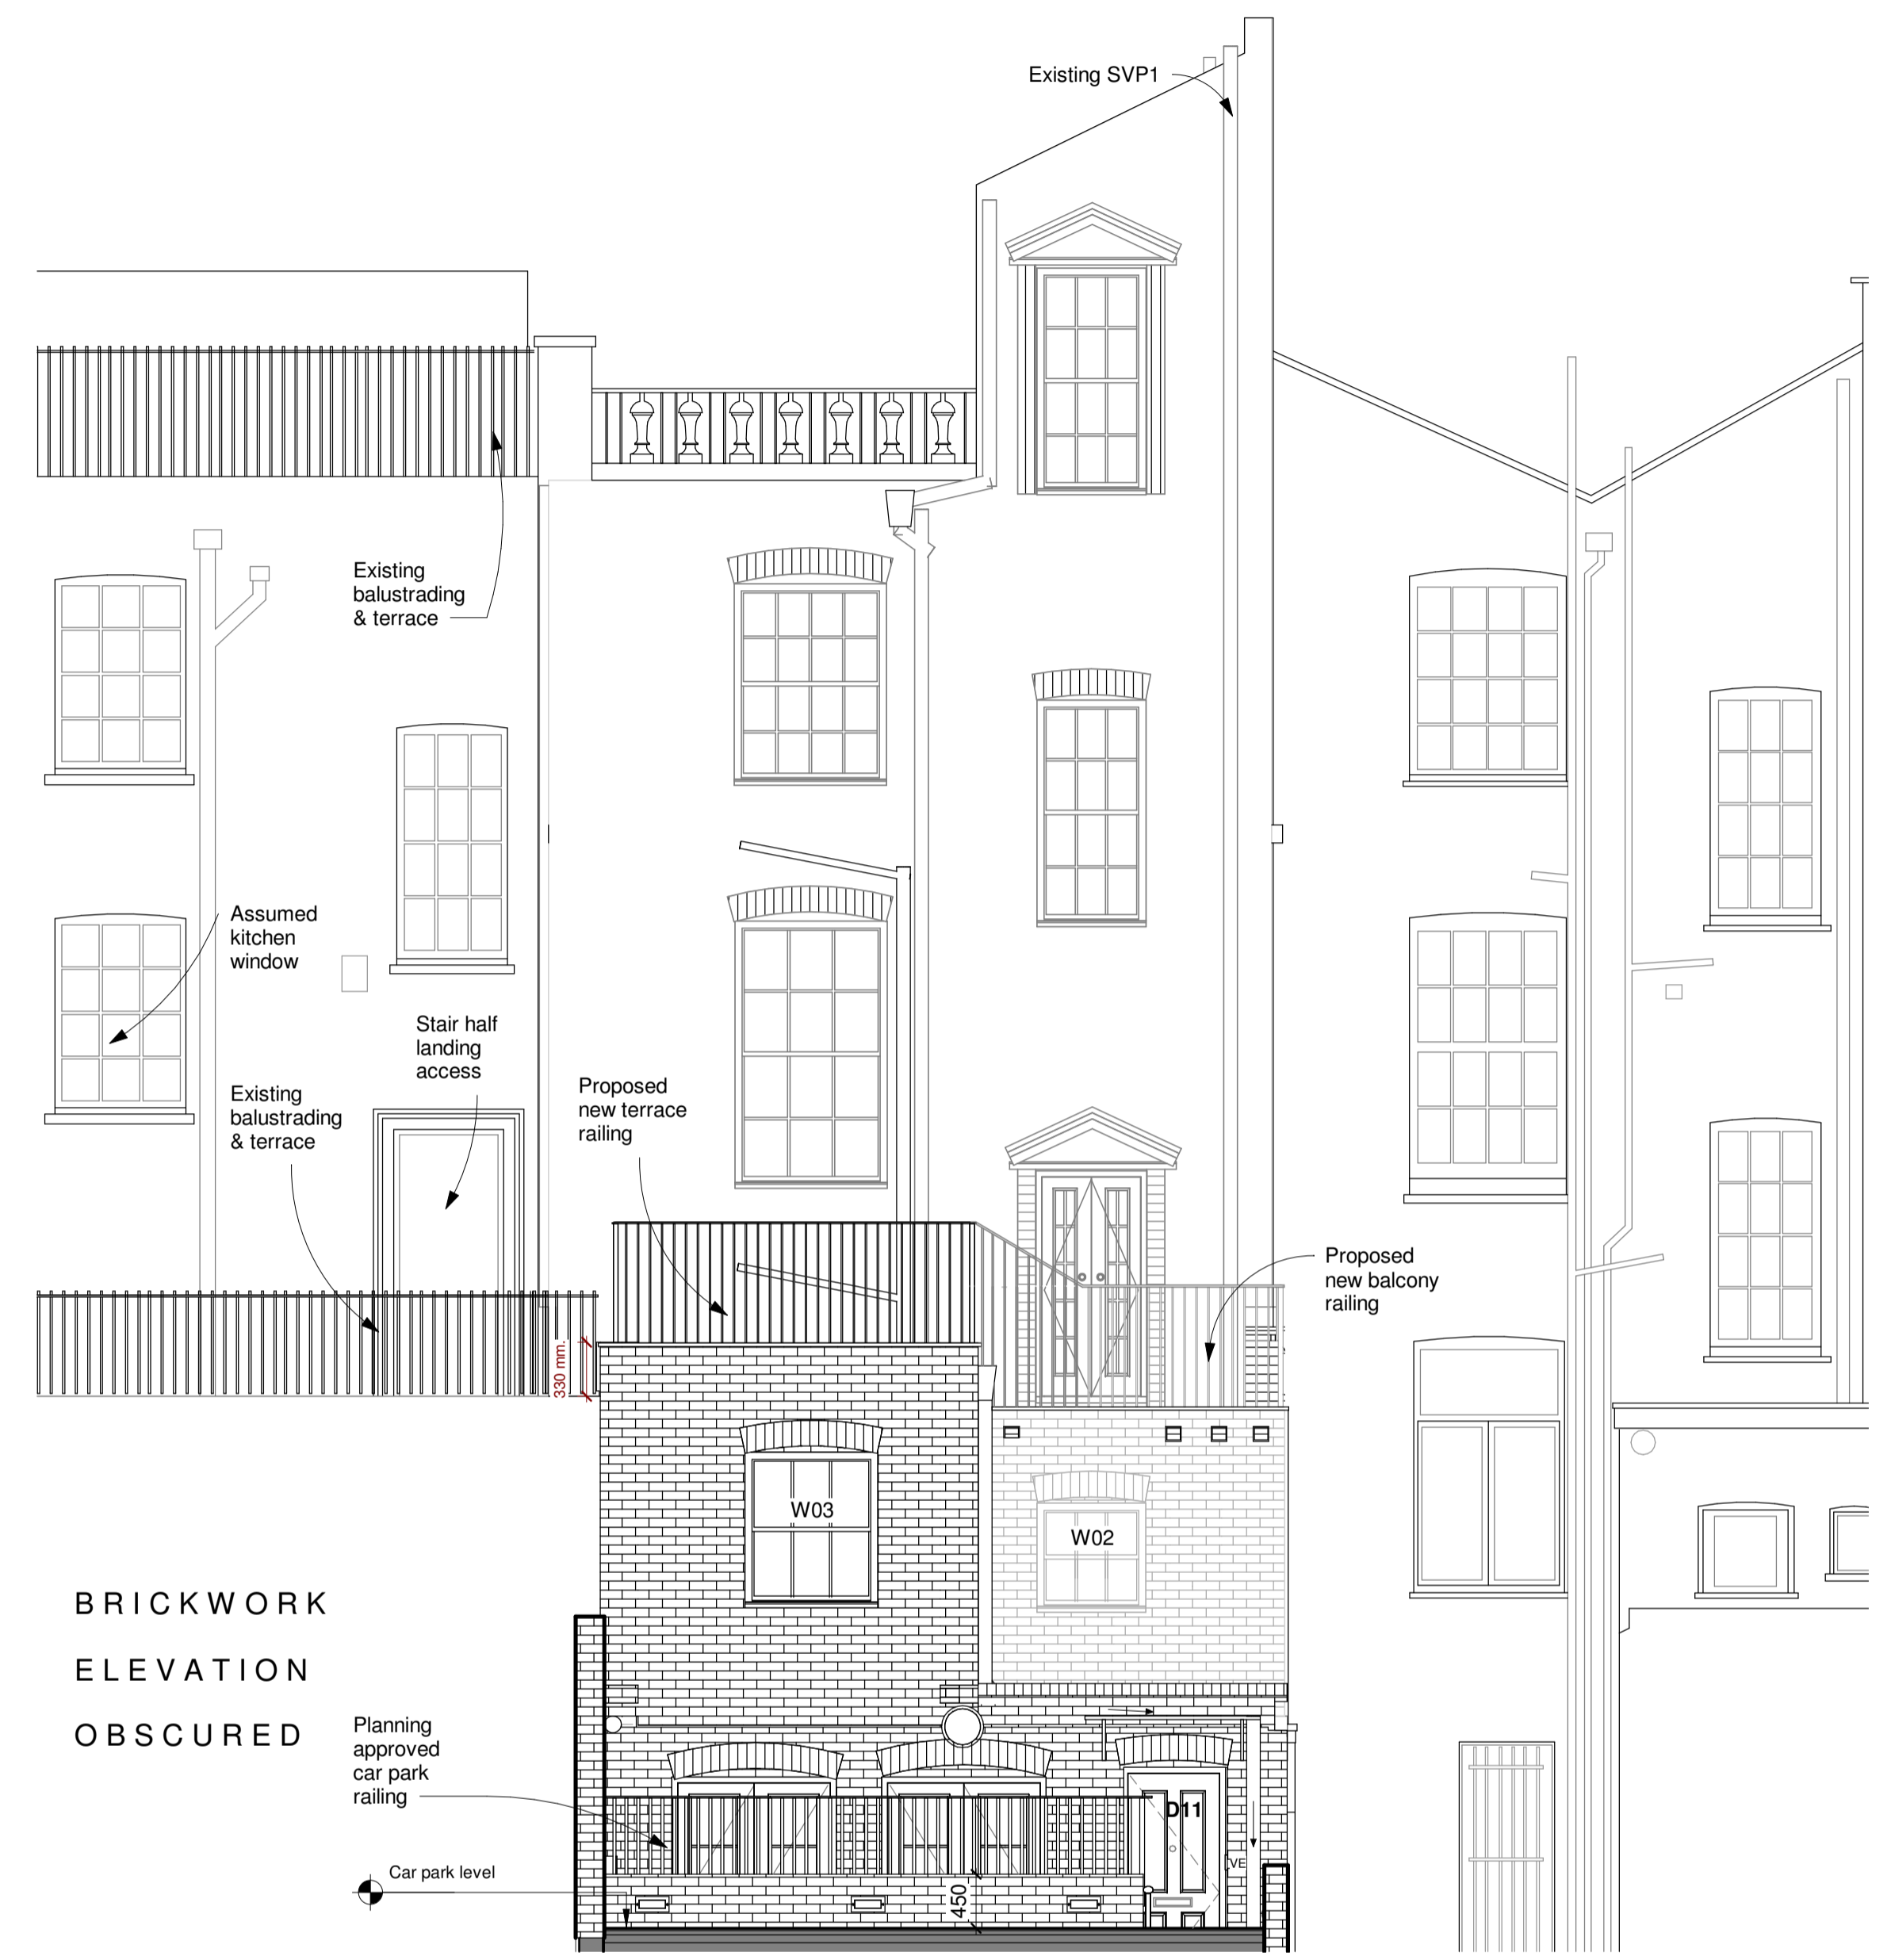 Existing SVP1
Existing
balustrading
& terrace
Assumed
kitchen
window
Stair half
landing
access
Existing
balustrading
& terrace
Proposed
new terrace
railing
Proposed
new balcony
railing
330 mm.
W03
W02
BRICKWORK
ELEVATION
OBSCURED
Planning
approved
car park
railing
D11
VE
Car park level
450